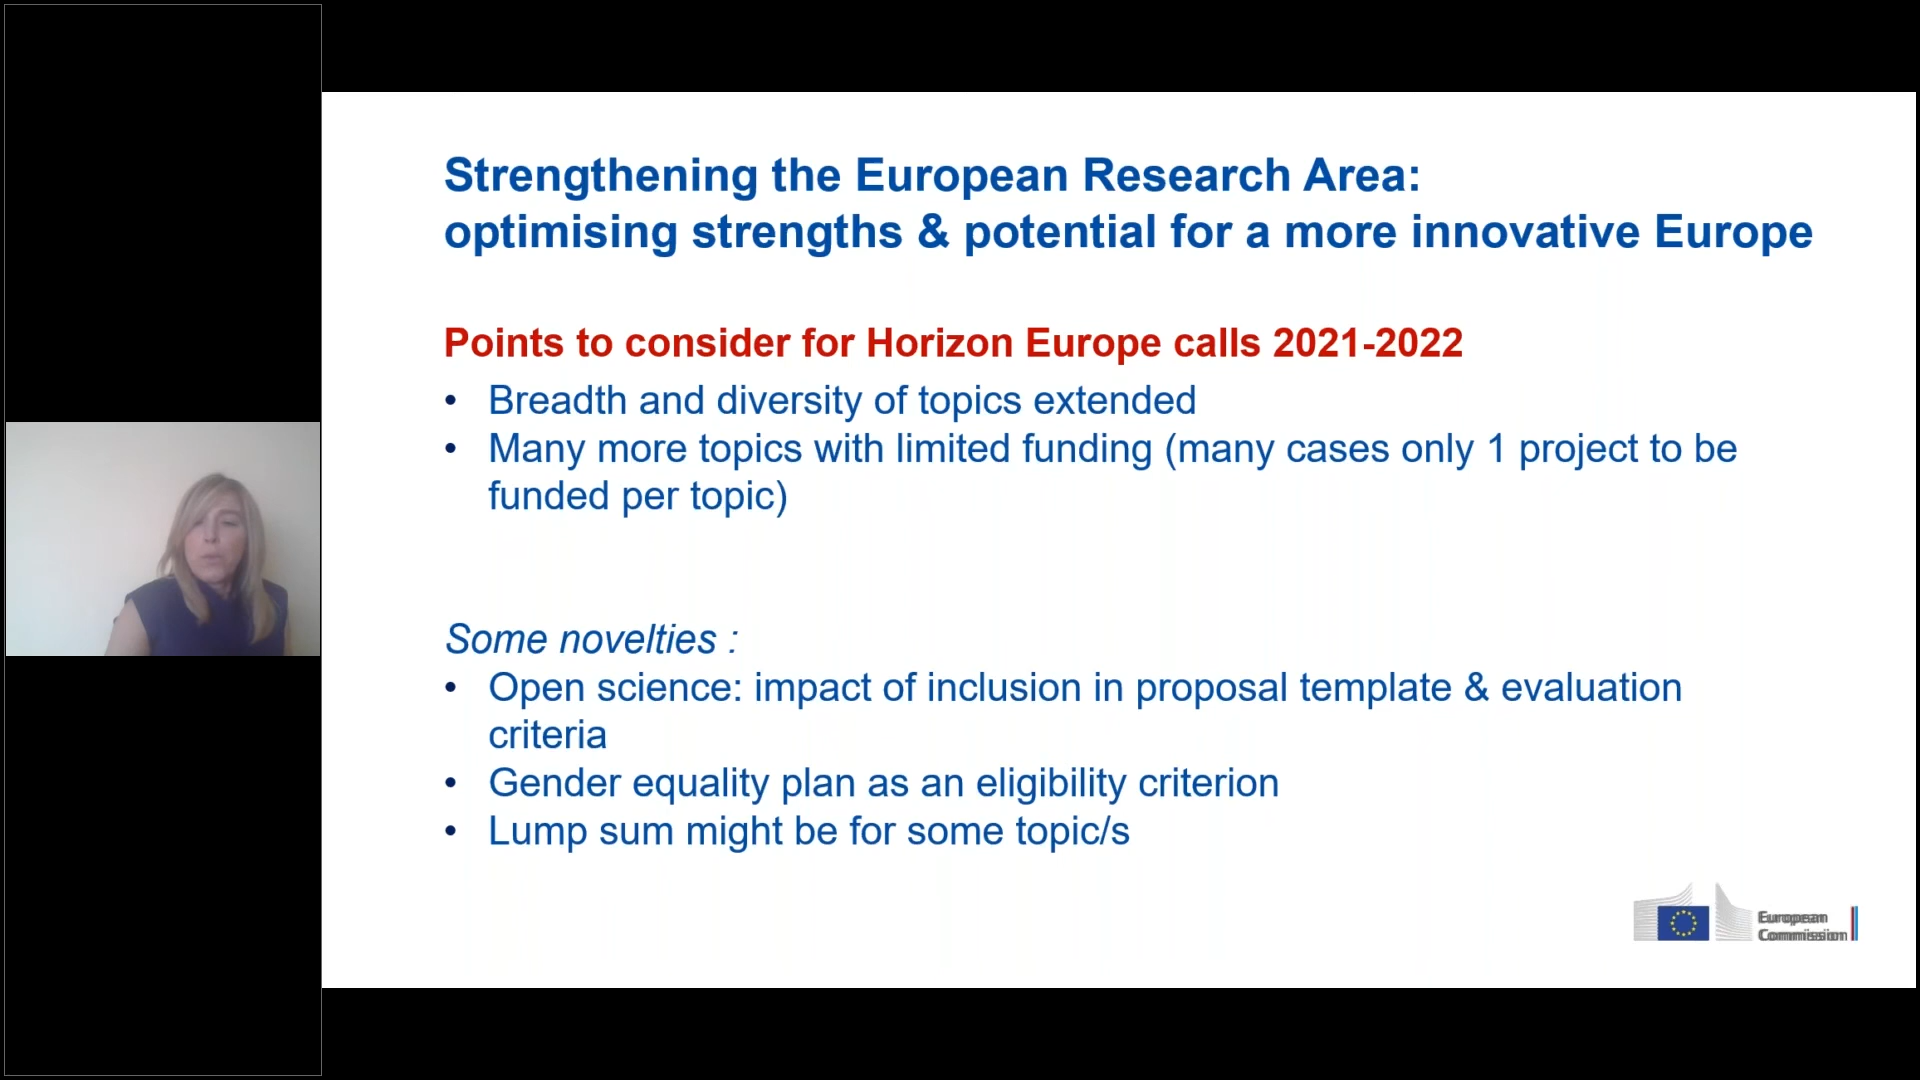 Strengthening the European Research Area:
optimising strengths & potential for a more innovative Europe
Points to consider for Horizon Europe calls 2021-2022
• Breadth and diversity of topics extended
• Many more topics with limited funding (many cases only 1 project to be
funded per topic)
Some novelties :
• Open science: impact of inclusion in proposal template & evaluation
criteria
• Gender equality plan as an eligibility criterion
• Lump sum might be for some topic/s
European
Commission